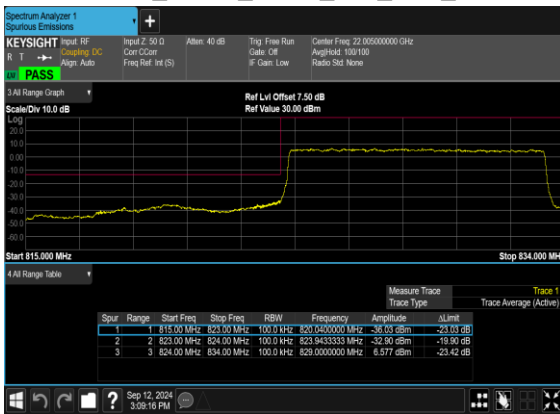 Spectrum Analyzer 1
Spurious Emissions
+
KEYSIGHT Input: RF Input Z: 50 Ω Atten: 40 dB Trig: Free Run Center Freq: 22.005000000 GHz
R T Coupling: DC Corr CCorr Gate: Off Avg|Hold: 100/100
Align: Auto Freq Ref: Int (S) IF Gain: Low Radio Std: None
PASS
3 All Range Graph
Ref Lvl Offset 7.50 dB
Scale/Div 10.0 dB Ref Value 30.00 dBm
Log
20.0
10.0
0.00
-10.0
-20.0
-30.0
-40.0
-50.0
-60.0
Start 815.000 MHz Stop 834.000 MH
4 All Range Table
Measure Trace Trace 1
Trace Type Trace Average (Active)
Spur Range Start Freq Stop Freq RBW Frequency Amplitude ΔLimit
1 1 815.00 MHz 823.00 MHz 100.0 kHz 820.0400000 MHz -36.03 dBm -23.03 dB
2 2 823.00 MHz 824.00 MHz 100.0 kHz 823.9433333 MHz -32.90 dBm -19.90 dB
3 3 824.00 MHz 834.00 MHz 100.0 kHz 829.0000000 MHz 6.577 dBm -23.42 dB
? Sep 12, 2024
3:09:16 PM